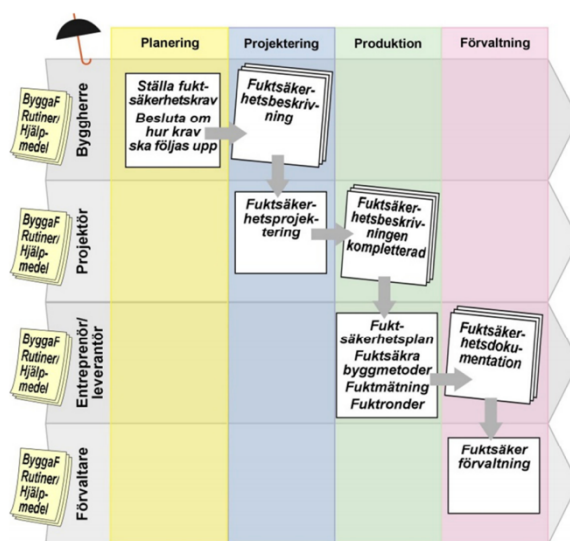 Planering
Projektering
Produktion
Förvaltning
ByggaF
Rutiner/
Hjälp-
medel
Byggherre
Ställa fukt-
säkerhetskrav
Besluta om
hur krav
ska följas upp
Fuktsäker-
hetsbeskriv-
ning
ByggaF
Rutiner/
Hjälp-
medel
Projektör
Fuktsäker-
hetsprojek-
tering
Fuktsäker-
hetsbeskriv-
ningen
kompletterad
ByggaF
Rutiner/
Hjälp-
medel
Entreprenör/
leverantör
Fukt-
säkerhetsplan
Fuktsäkra
byggmetoder
Fuktmätning
Fuktronder
Fuktsäker-
hetsdoku-
mentation
ByggaF
Rutiner/
Hjälp-
medel
Förvaltare
Fuktsäker
förvaltning